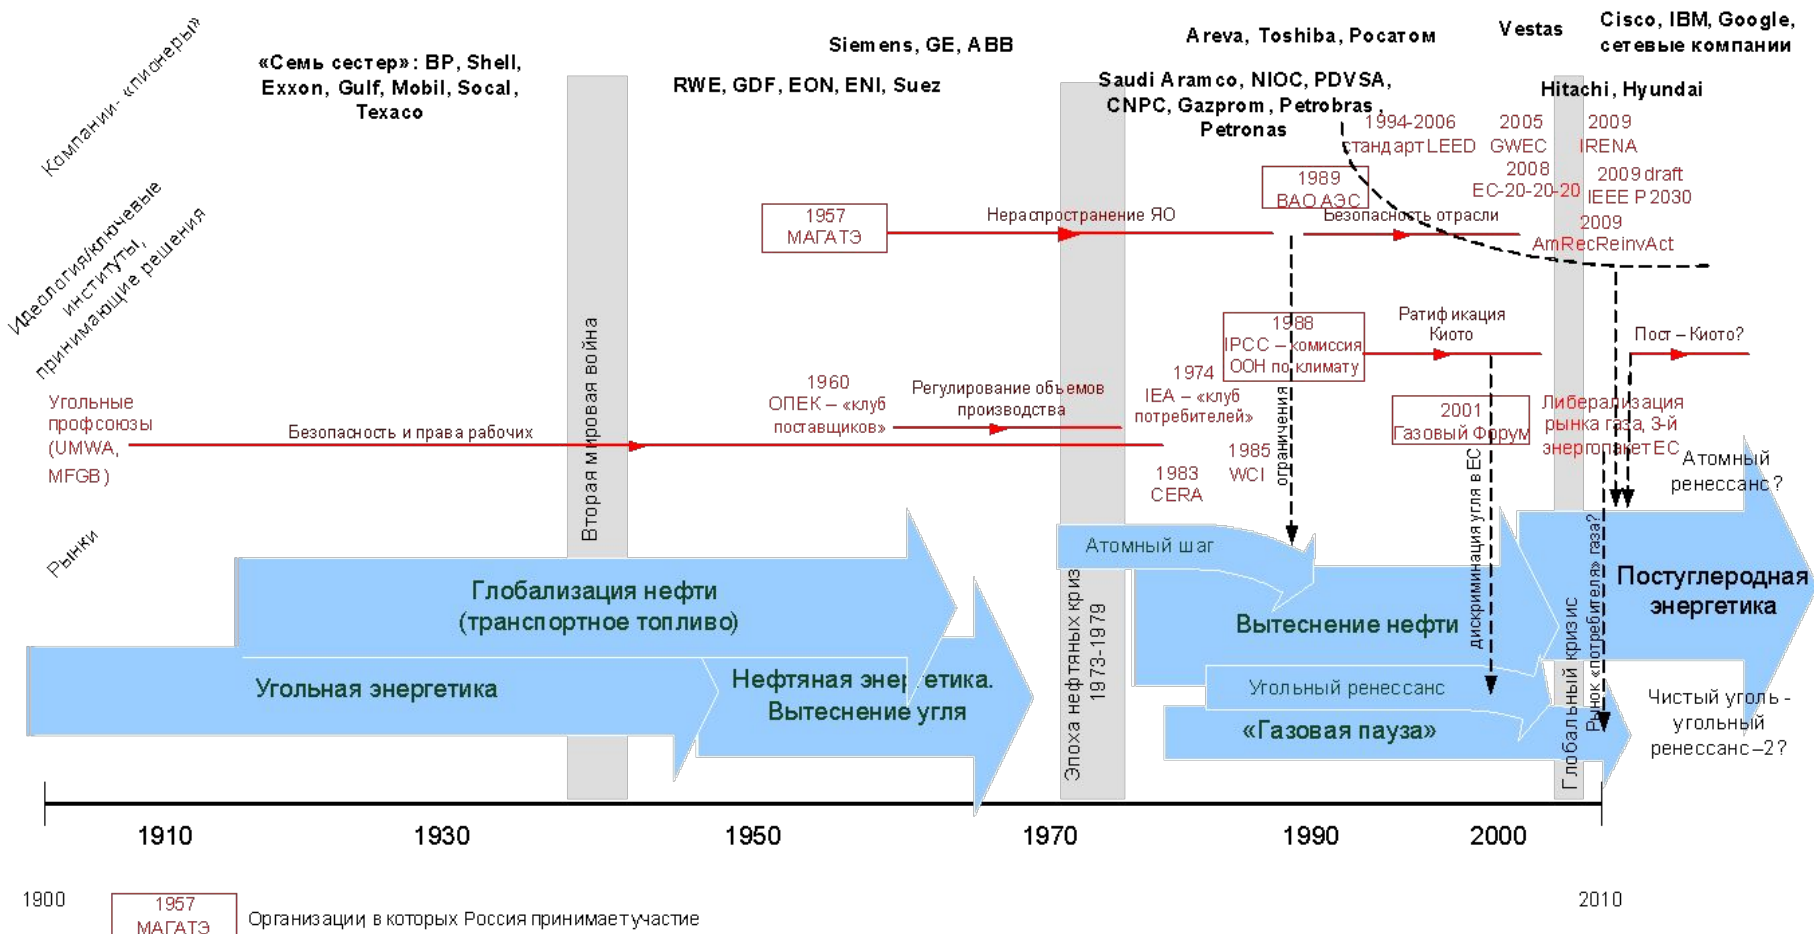 Компании- «пионеры»
«Семь сестер»: BP, Shell,
Exxon, Gulf, Mobil, Socal,
Texaco
Siemens, GE, ABB
RWE, GDF, EON, ENI, Suez
Areva, Toshiba, Росатом
Saudi Aramco, NIOC, PDVSA,
CNPC, Gazprom, Petrobras,
Petronas
Vestas
Cisco, IBM, Google,
сетевые компании
Hitachi, Hyundai
Идеология/ключевые
институты,
принимающие решения
1957
МАГАТЭ
Нераспространение ЯО
1989
ВАО АЭС
Безопасность отрасли
1994-2006
стандарт LEED
2005
GWEC
2009
IRENA
2008
ЕС-20-20-20
2009 draft
IEEE P2030
2009
AmRecReinvAct
Угольные
профсоюзы
(UMWA,
MFGB)
Безопасность и права рабочих
1960
ОПЕК – «клуб
поставщиков»
Регулирование объемов
производства
1974
IEA – «клуб
потребителей»
1983
CERA
1985
WCI
1988
IPCC – комиссия
ООН по климату
Ратификация
Киото
Пост – Киото?
2001
Газовый Форум
Либерализация
рынка газа, 3-й
энергопакет ЕС
ограничения
дискриминация угля в ЕС
Рынок «потребителя» газа?
Вторая мировая война
Эпоха нефтяных криз
1973-1979
Глобальный кризис
Рынки
Глобализация нефти
(транспортное топливо)
Угольная энергетика
Нефтяная энергетика.
Вытеснение угля
Атомный шаг
Вытеснение нефти
Угольный ренессанс
«Газовая пауза»
Атомный
ренессанс?
Постуглеродная
энергетика
Чистый уголь -
угольный
ренессанс–2?
1910
1930
1950
1970
1990
2000
1900
2010
1957
МАГАТЭ
Организации, в которых Россия принимает участие